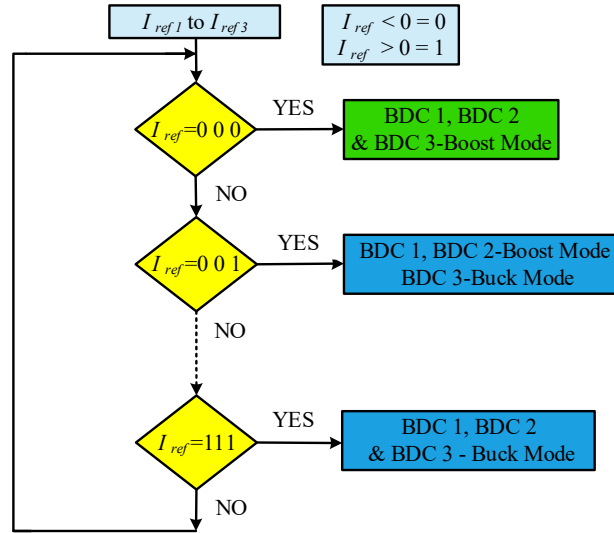 I ref 1 to I ref 3
I ref < 0 = 0
I ref > 0 = 1
I ref=0 0 0
YES
BDC 1, BDC 2
& BDC 3-Boost Mode
NO
I ref=0 0 1
YES
BDC 1, BDC 2-Boost Mode
BDC 3-Buck Mode
NO
I ref=111
YES
BDC 1, BDC 2
& BDC 3 - Buck Mode
NO